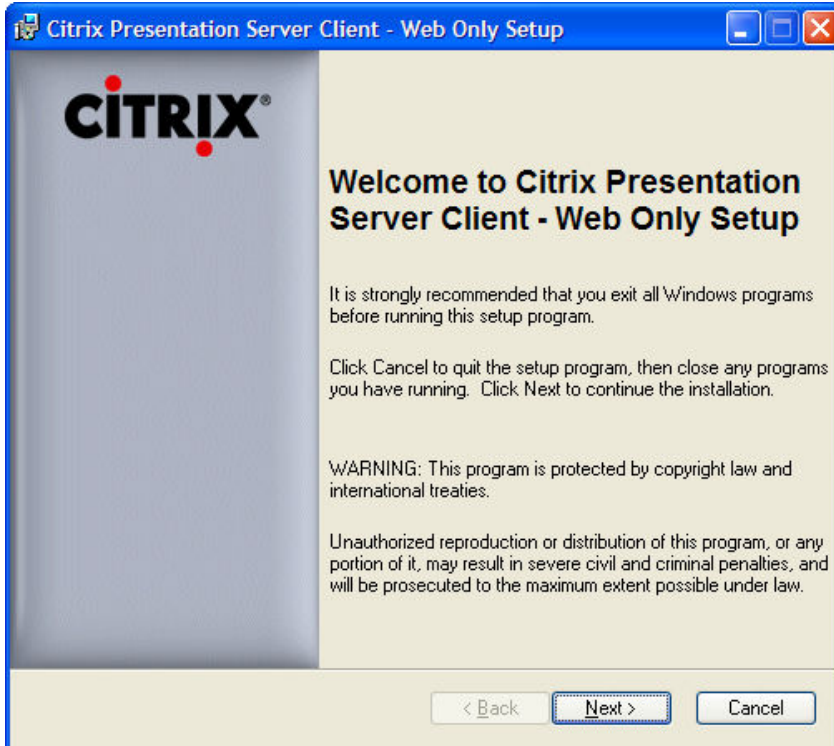 Citrix Presentation Server Client - Web Only Setup
CİTRIX®
Welcome to Citrix Presentation
Server Client - Web Only Setup
It is strongly recommended that you exit all Windows programs
before running this setup program.
Click Cancel to quit the setup program, then close any programs
you have running. Click Next to continue the installation.
WARNING: This program is protected by copyright law and
international treaties.
Unauthorized reproduction or distribution of this program, or any
portion of it, may result in severe civil and criminal penalties, and
will be prosecuted to the maximum extent possible under law.
< Back Next > Cancel